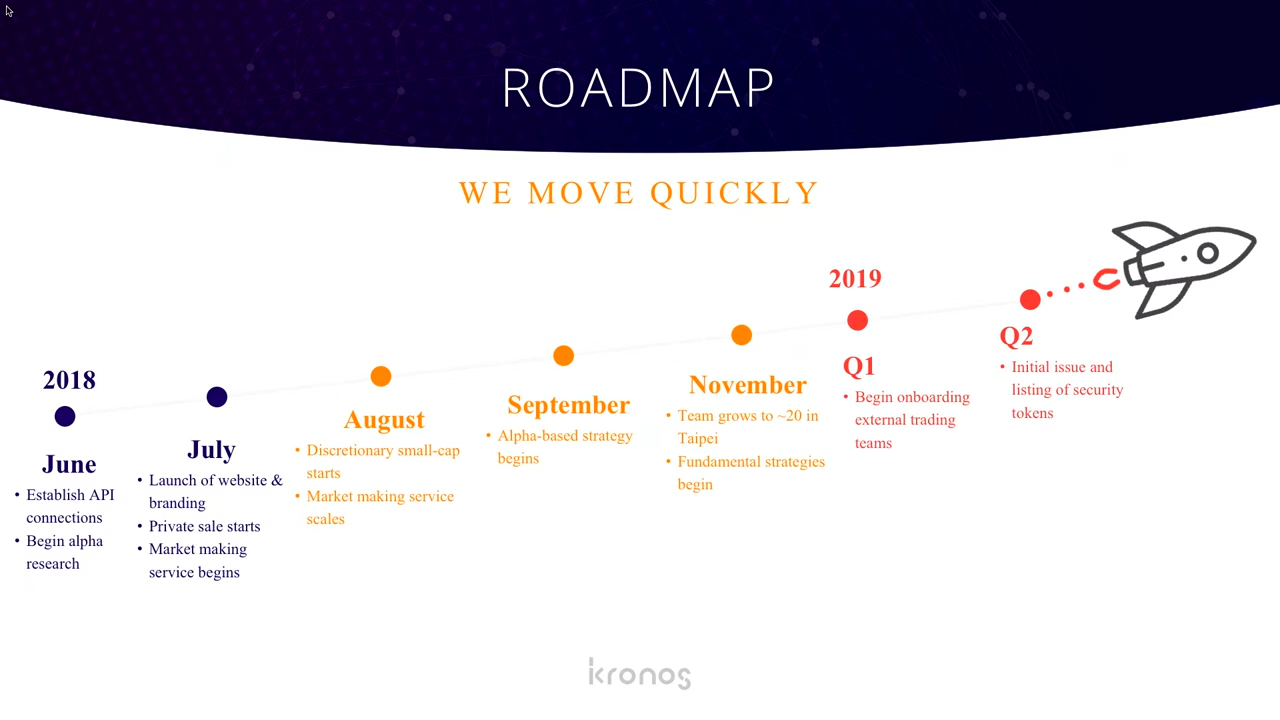 ROADMAP
WE MOVE QUICKLY
2018
June
• Establish API
connections
• Begin alpha
research
July
• Launch of website &
branding
• Private sale starts
• Market making
service begins
August
• Discretionary small-cap
starts
• Market making service
scales
September
• Alpha-based strategy
begins
November
• Team grows to ~20 in
Taipei
• Fundamental strategies
begin
2019
Q1
• Begin onboarding
external trading
teams
Q2
• Initial issue and
listing of security
tokens
kronos